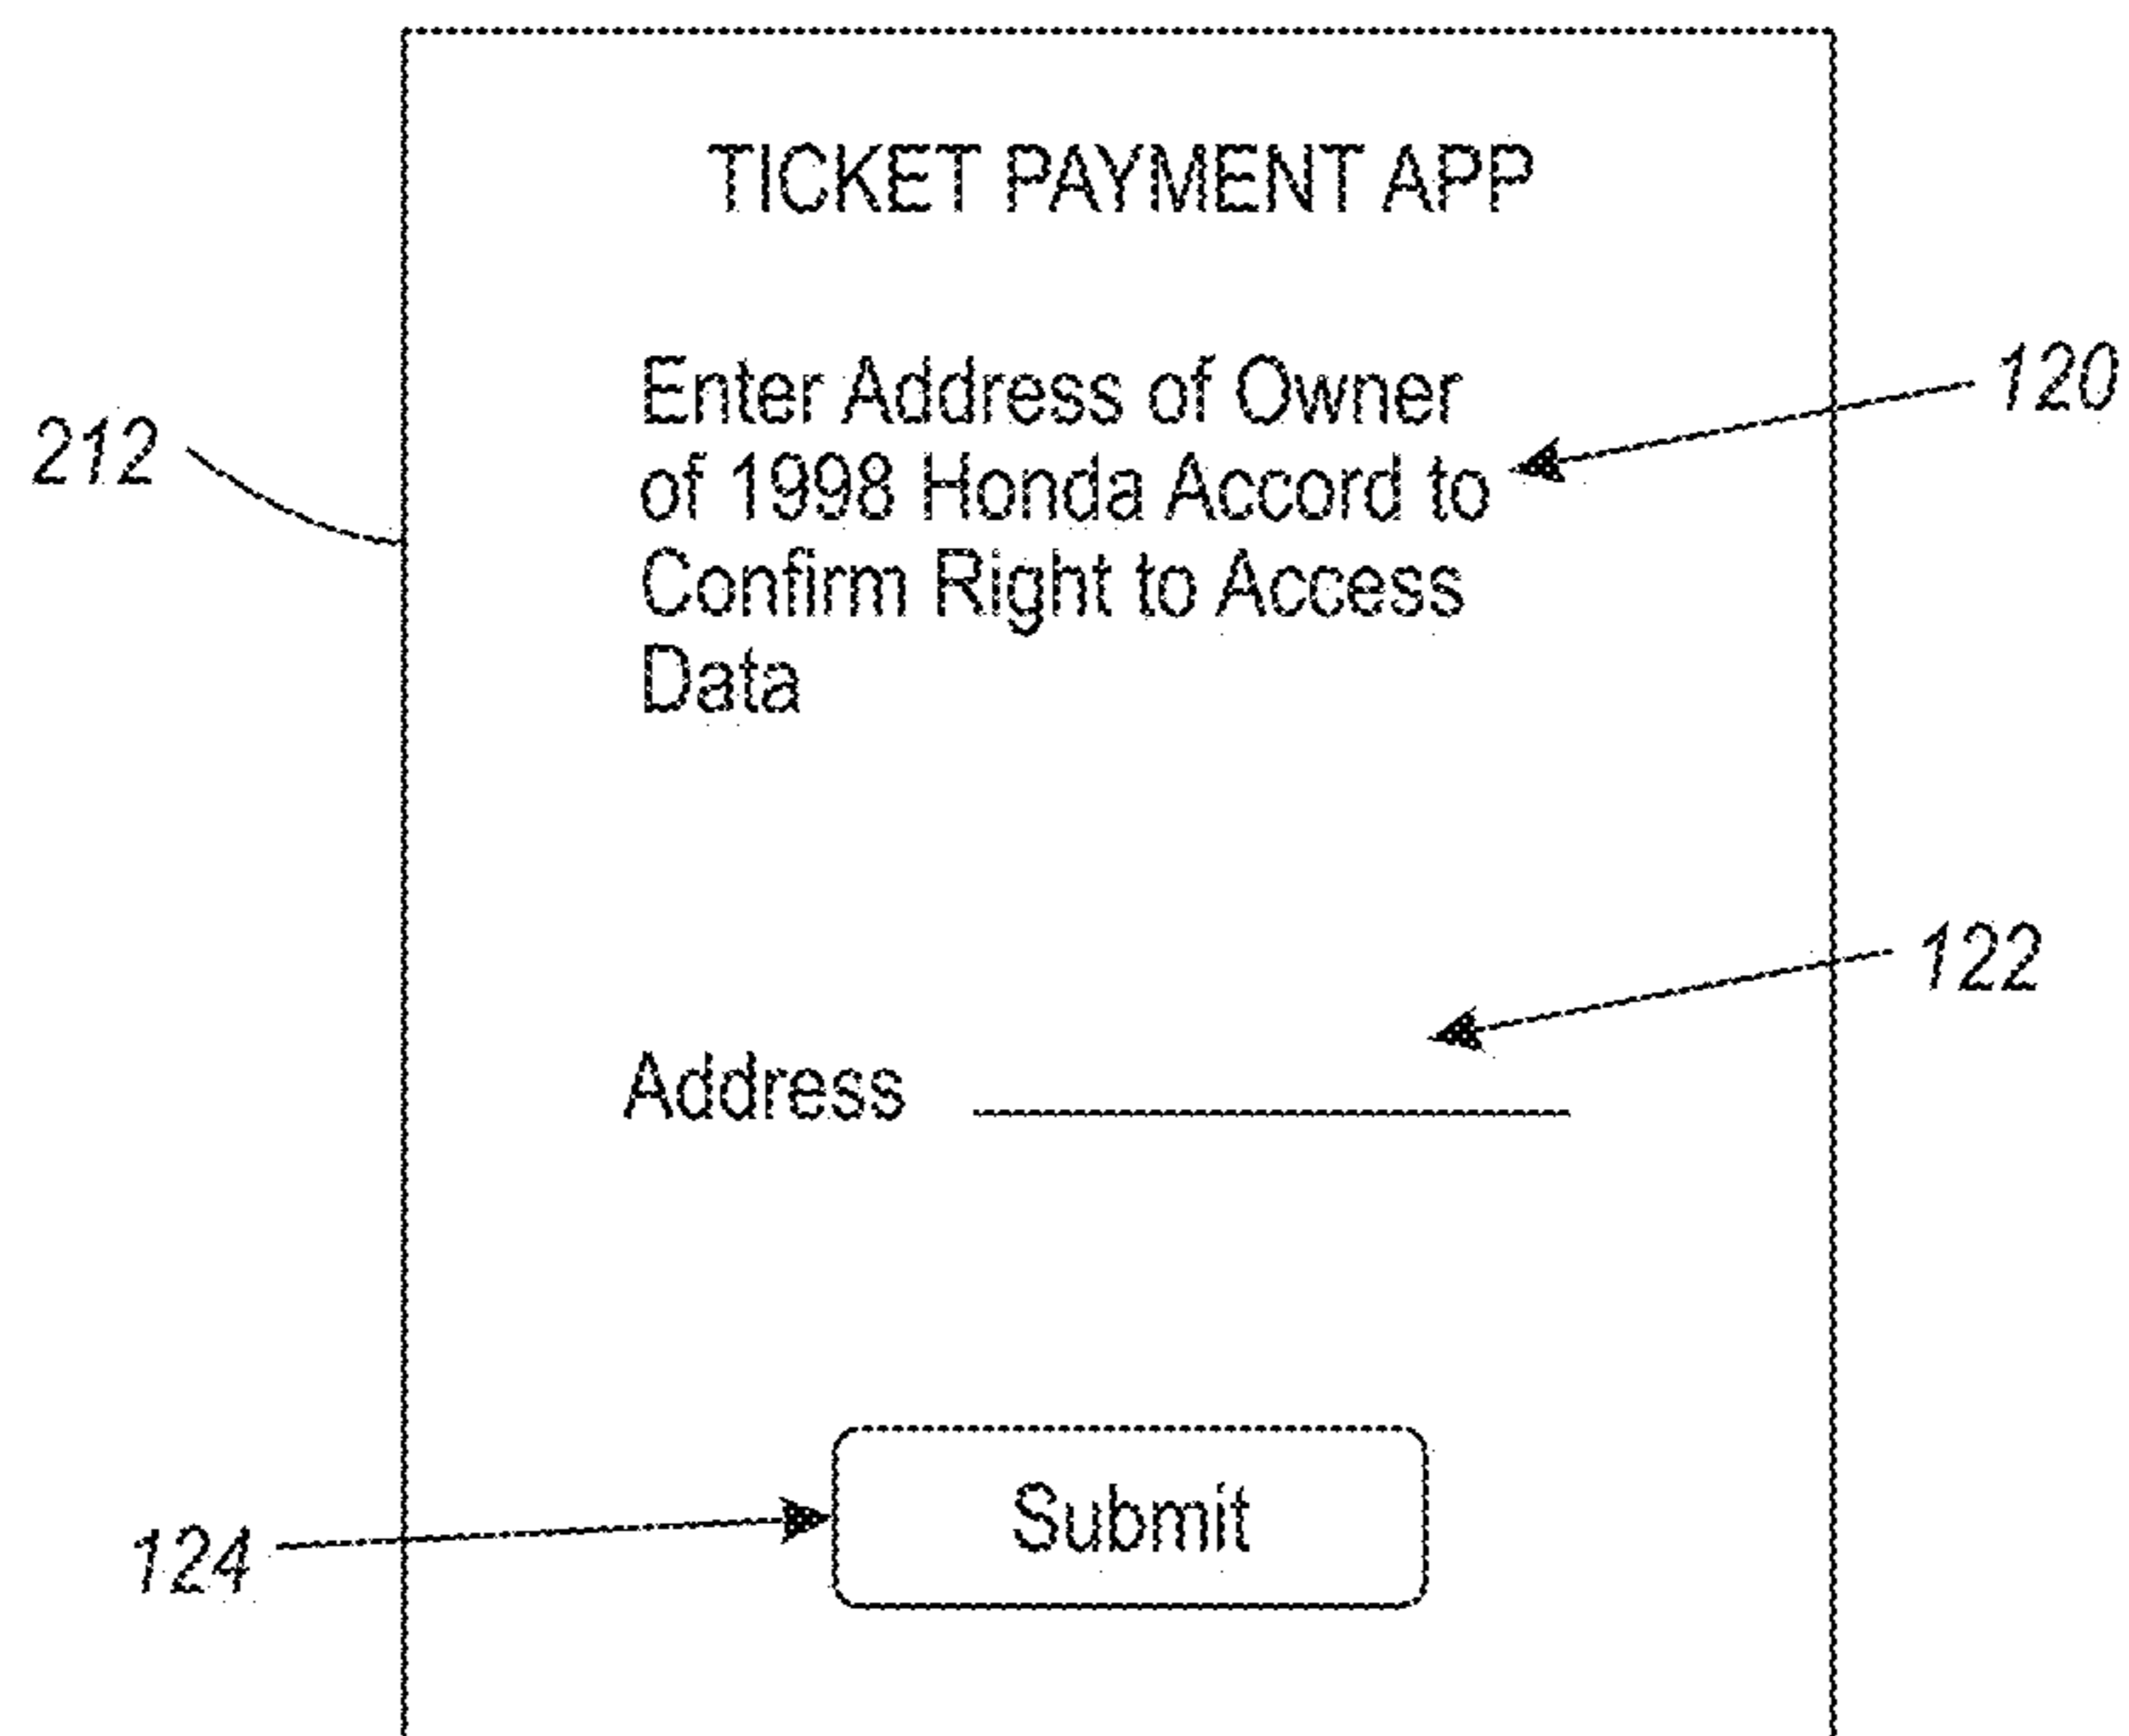 TICKET PAYMENT APP
Enter Address of Owner
of 1998 Honda Accord to
Confirm Right to Access
Data
120
212
122
Address
Submit
124